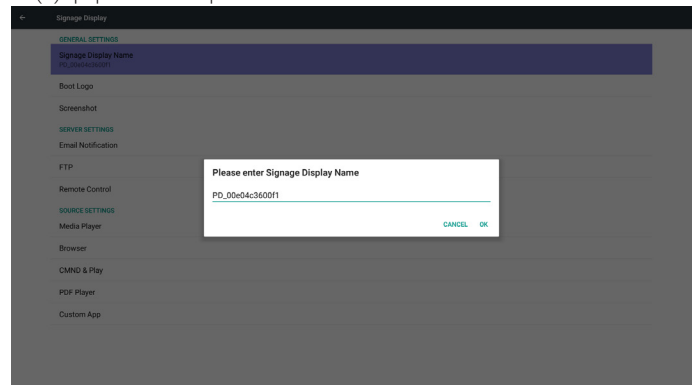 Signage Display
GENERAL SETTINGS
Signage Display Name
PD_00e04c3600f1
Boot Logo
Screenshot
SERVER SETTINGS
Email Notification
FTP
Remote Control
SOURCE SETTINGS
Media Player
Browser
CMND & Play
PDF Player
Custom App
Please enter Signage Display Name
PD_00e04c3600f1
CANCEL OK